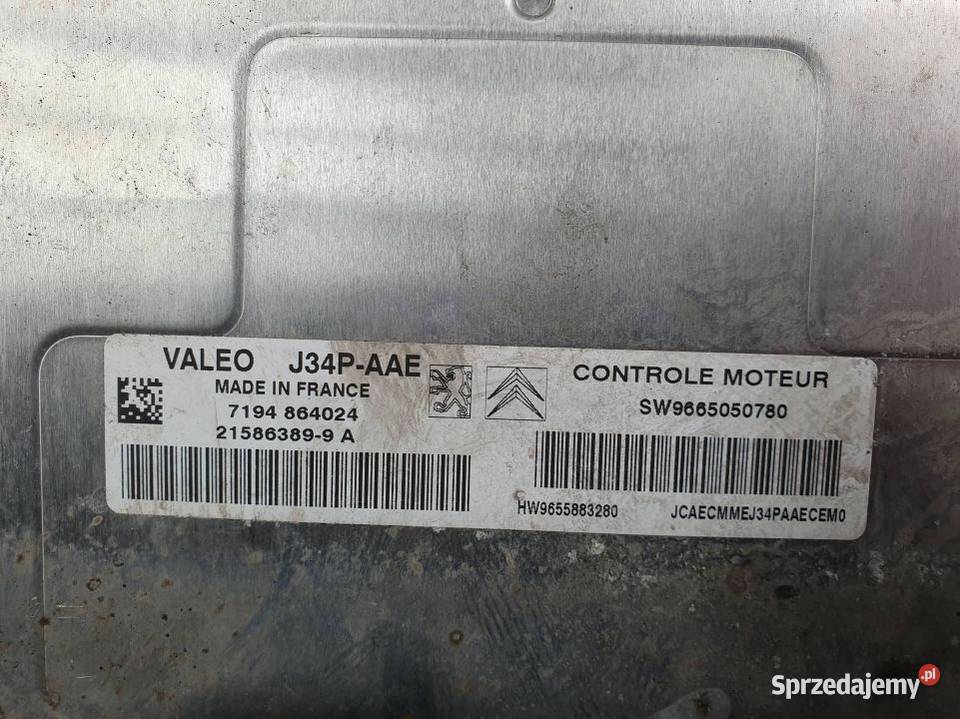 VALEO J34P-AAE
MADE IN FRANCE
7194 864024
21586389-9 A
CONTROLE MOTEUR
SW9665050780
HW9655883280 JCAECMMEJ34PAAECEM0
Sprzedajemy.pl